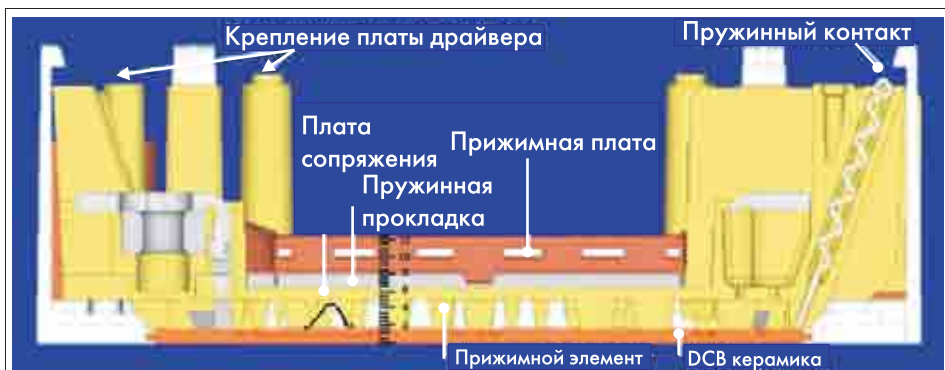 Крепление платы драйвера
Пружинный контакт
Плата
сопряжения
Прижимная плата
Пружинная
прокладка
Прижимной элемент
DCB керамика